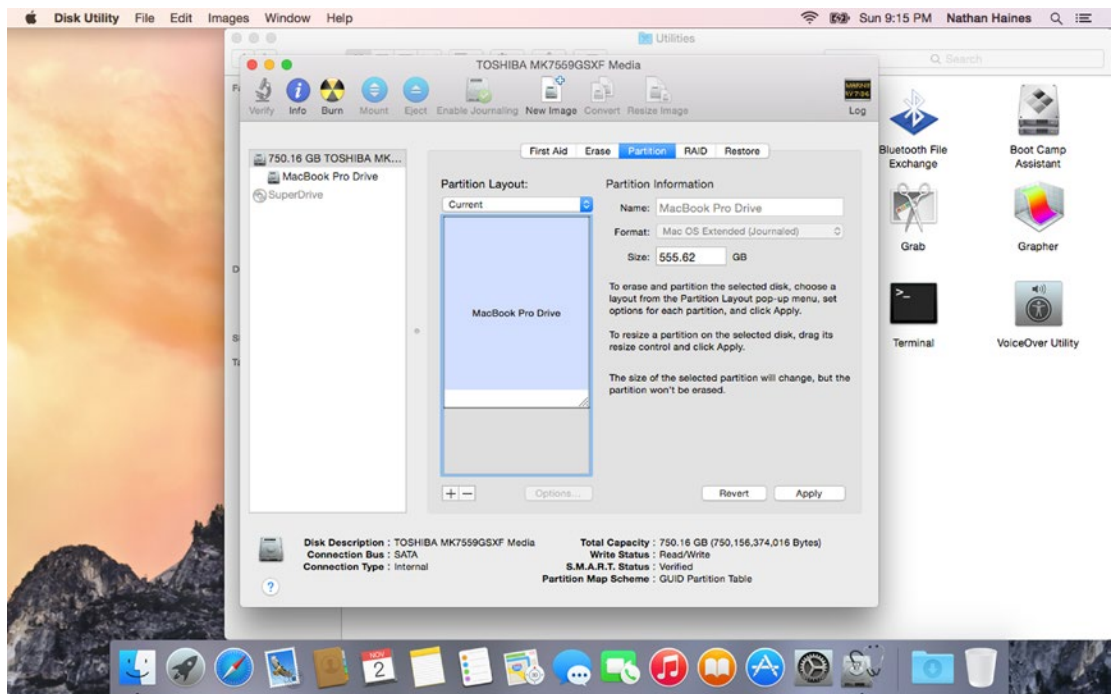 Disk Utility File Edit Images Window Help
Sun 9:15 PM Nathan Haines
Utilities
Search
TOSHIBA MK7559GSXF Media
Verify Info Burn Mount Eject Enable Journaling New Image Convert Resize Image Log
750.16 GB TOSHIBA MK...
MacBook Pro Drive
SuperDrive
First Aid Erase Partition RAID Restore
Partition Layout:
Current
MacBook Pro Drive
Partition Information
Name: MacBook Pro Drive
Format: Mac OS Extended (Journaled)
Size: 555.62 GB
To erase and partition the selected disk, choose a
layout from the Partition Layout pop-up menu, set
options for each partition, and click Apply.
To resize a partition on the selected disk, drag its
resize control and click Apply.
The size of the selected partition will change, but the
partition won't be erased.
+ − Options... Revert Apply
Disk Description : TOSHIBA MK7559GSXF Media
Connection Bus : SATA
Connection Type : Internal
Total Capacity : 750.16 GB (750,156,374,016 Bytes)
Write Status : Read/Write
S.M.A.R.T. Status : Verified
Partition Map Scheme : GUID Partition Table
?
Bluetooth File
Exchange
Boot Camp
Assistant
Grab
Grapher
>_
Terminal
VoiceOver Utility
NOV
2